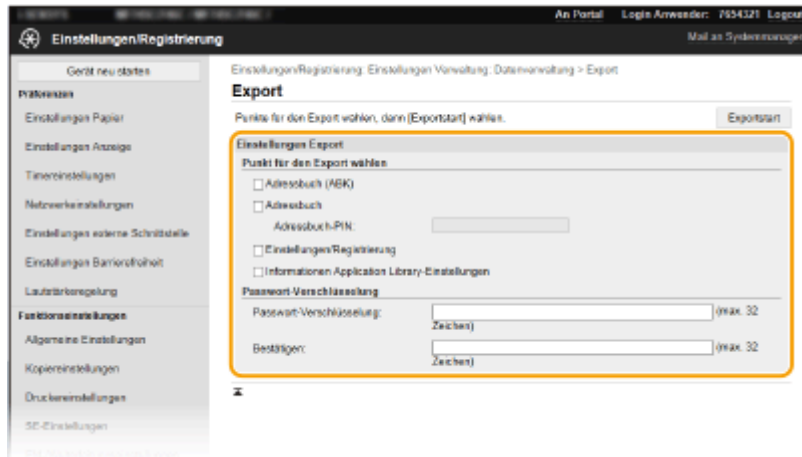 An Portal Login Anwender: 7654321 Logou
Einstellungen/Registrierung
Mail an Systemmanager
Gerät neu starten
Präferenzen
Einstellungen Papier
Einstellungen Anzeige
Timereinstellungen
Netzwerkeinstellungen
Einstellungen externe Schnittstelle
Einstellungen Barrierefreiheit
Lautstärkeregelung
Funktionseinstellungen
Allgemeine Einstellungen
Kopiereinstellungen
Druckereinstellungen
SE-Einstellungen
Einstellungen/Registrierung: Einstellungen Verwaltung: Datenverwaltung > Export
Export
Punkte für den Export wählen, dann [Exportstart] wählen.
Exportstart
Einstellungen Export
Punkt für den Export wählen
Adressbuch (ABK)
Adressbuch
Adressbuch-PIN:
Einstellungen/Registrierung
Informationen Application Library-Einstellungen
Passwort-Verschlüsselung
Passwort-Verschlüsselung: (max. 32
Zeichen)
Bestätigen: (max. 32
Zeichen)